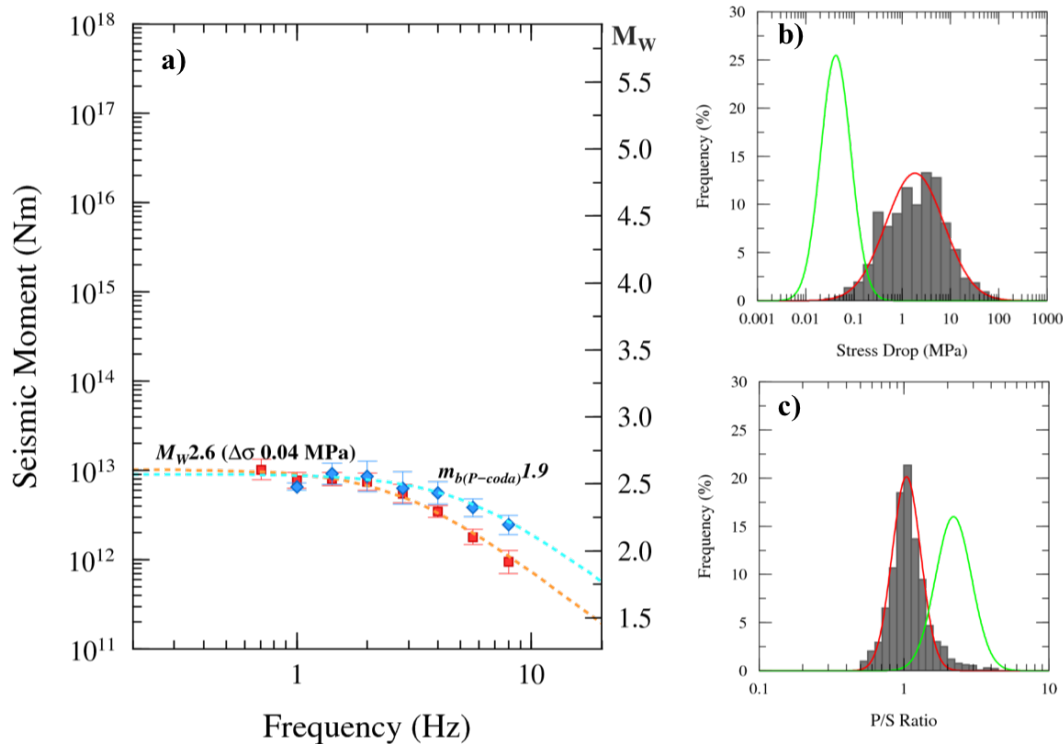 a)
10^18
10^17
10^16
10^15
10^14
10^13
10^12
10^11
Seismic Moment (Nm)
M_W
5.5
5.0
4.5
4.0
3.5
3.0
2.5
2.0
1.5
M_W2.6 (Δσ 0.04 MPa)
m_b(P−coda)1.9
1 10
Frequency (Hz)
b)
30
25
20
15
10
5
0
Frequency (%)
0.001 0.01 0.1 1 10 100 1000
Stress Drop (MPa)
c)
30
25
20
15
10
5
0
Frequency (%)
0.1 1 10
P/S Ratio